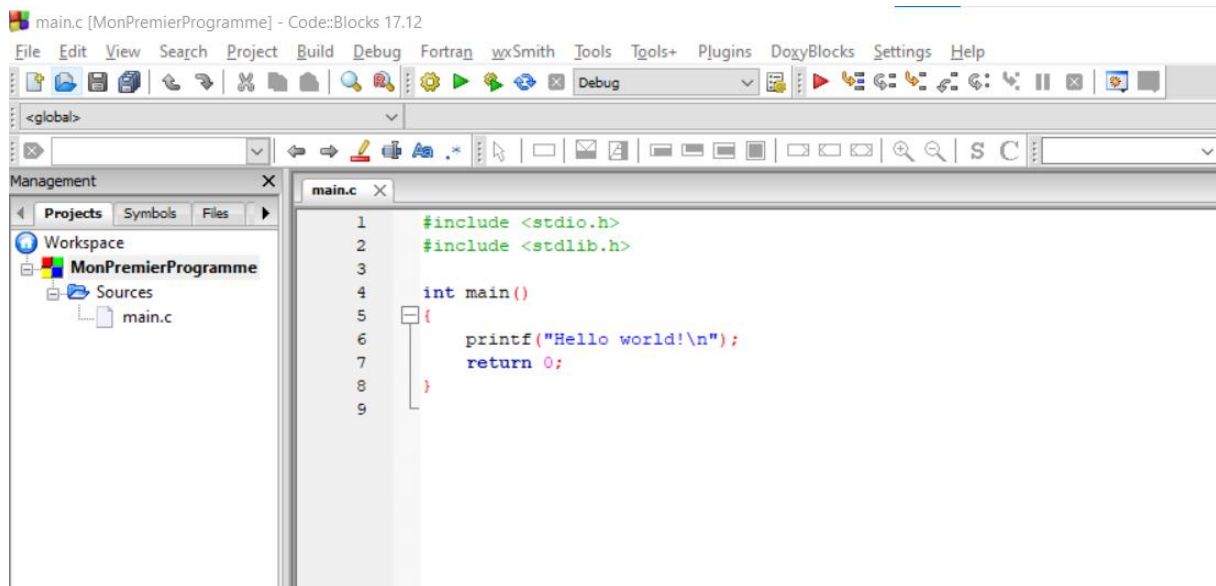 main.c [MonPremierProgramme] - Code::Blocks 17.12
File Edit View Search Project Build Debug Fortran wxSmith Tools Tools+ Plugins DoxyBlocks Settings Help
Debug
<global>
S C
Management
main.c
Projects Symbols Files
Workspace
MonPremierProgramme
Sources
main.c
1 #include <stdio.h>
2 #include <stdlib.h>
3
4 int main()
5 {
6 printf("Hello world!\n");
7 return 0;
8 }
9